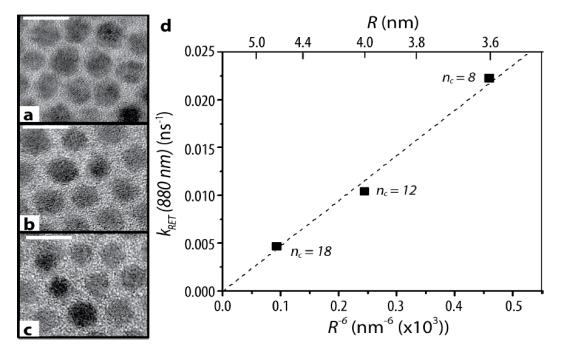 a
b
c
d
R (nm)
5.0 4.4 4.0 3.8 3.6
k_RET (880 nm) (ns⁻¹)
0.025
0.020
0.015
0.010
0.005
0.000
n_c = 8
n_c = 12
n_c = 18
0.0 0.1 0.2 0.3 0.4 0.5
R⁻⁶ (nm⁻⁶ (x10³))